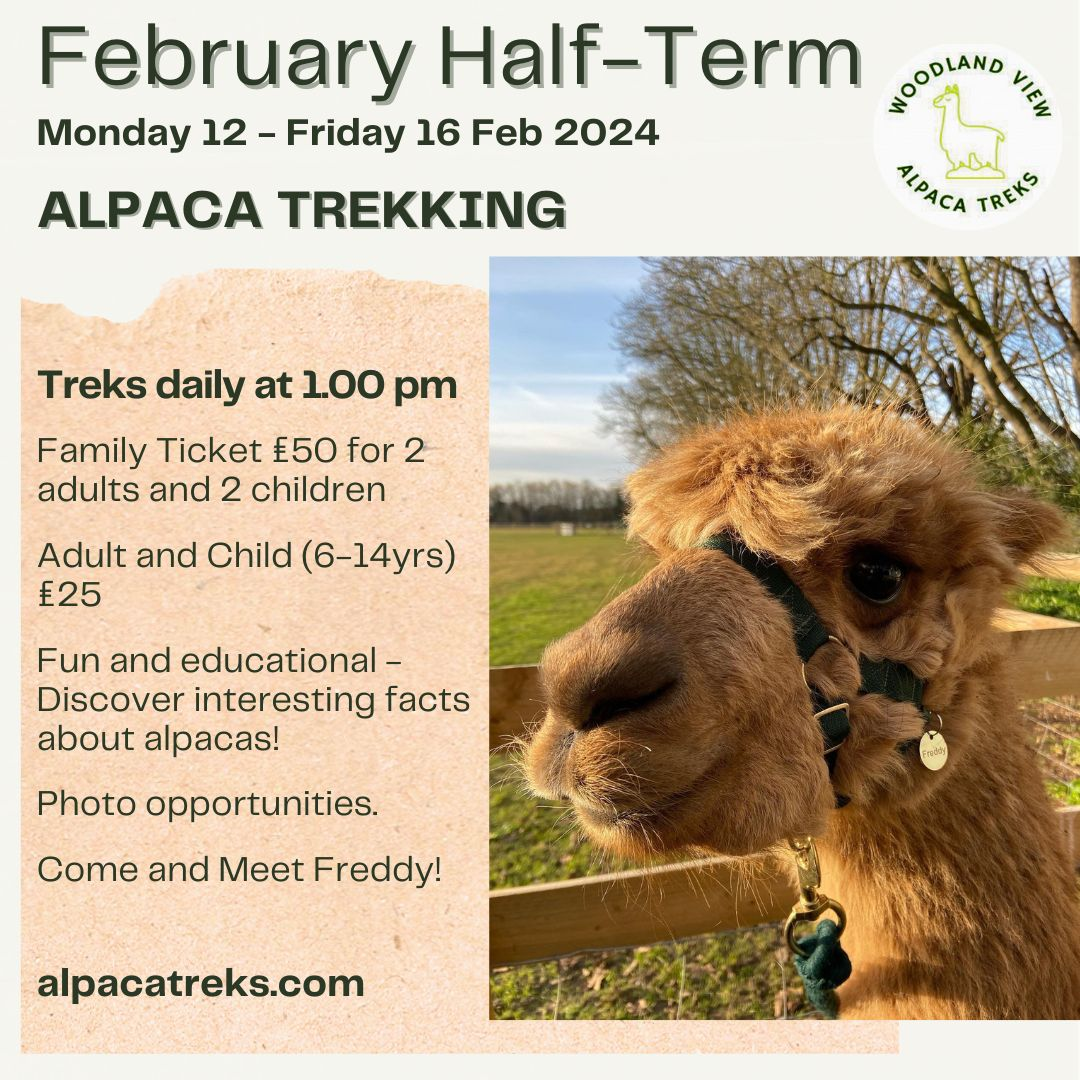 February Half-Term
Monday 12 - Friday 16 Feb 2024
ALPACA TREKKING
WOODLAND VIEW
ALPACA TREKS
Treks daily at 1.00 pm
Family Ticket £50 for 2
adults and 2 children
Adult and Child (6-14yrs)
£25
Fun and educational -
Discover interesting facts
about alpacas!
Photo opportunities.
Come and Meet Freddy!
alpacatreks.com
Freddy